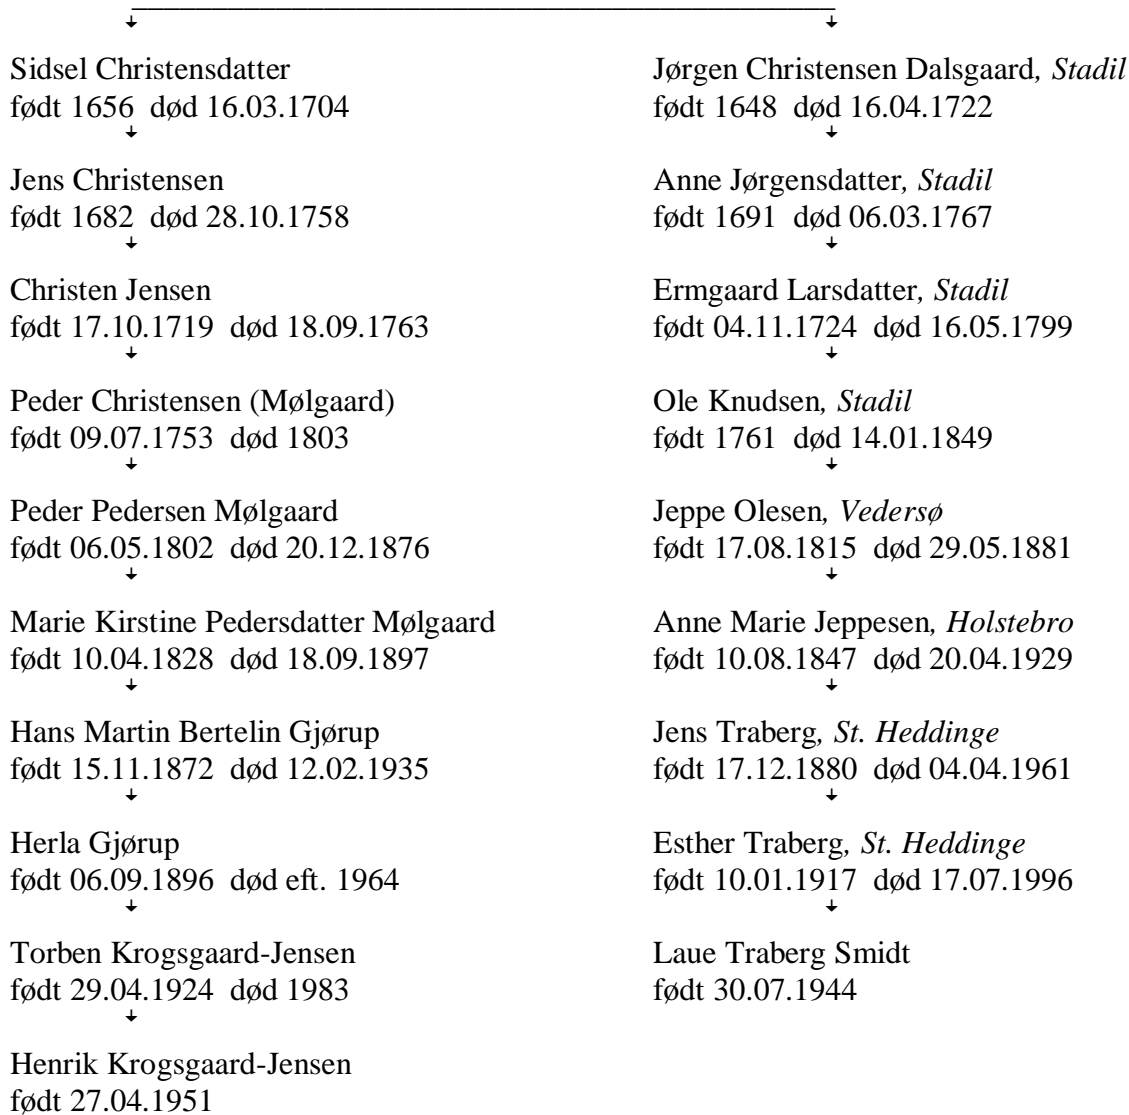 Sidsel Christensdatter
født 1656 død 16.03.1704
Jens Christensen
født 1682 død 28.10.1758
Christen Jensen
født 17.10.1719 død 18.09.1763
Peder Christensen (Mølgaard)
født 09.07.1753 død 1803
Peder Pedersen Mølgaard
født 06.05.1802 død 20.12.1876
Marie Kirstine Pedersdatter Mølgaard
født 10.04.1828 død 18.09.1897
Hans Martin Bertelin Gjørup
født 15.11.1872 død 12.02.1935
Herla Gjørup
født 06.09.1896 død eft. 1964
Torben Krogsgaard-Jensen
født 29.04.1924 død 1983
Henrik Krogsgaard-Jensen
født 27.04.1951
Jørgen Christensen Dalsgaard, Stadil
født 1648 død 16.04.1722
Anne Jørgensdatter, Stadil
født 1691 død 06.03.1767
Ermgaard Larsdatter, Stadil
født 04.11.1724 død 16.05.1799
Ole Knudsen, Stadil
født 1761 død 14.01.1849
Jeppe Olesen, Vedersø
født 17.08.1815 død 29.05.1881
Anne Marie Jeppesen, Holstebro
født 10.08.1847 død 20.04.1929
Jens Traberg, St. Heddinge
født 17.12.1880 død 04.04.1961
Esther Traberg, St. Heddinge
født 10.01.1917 død 17.07.1996
Laue Traberg Smidt
født 30.07.1944